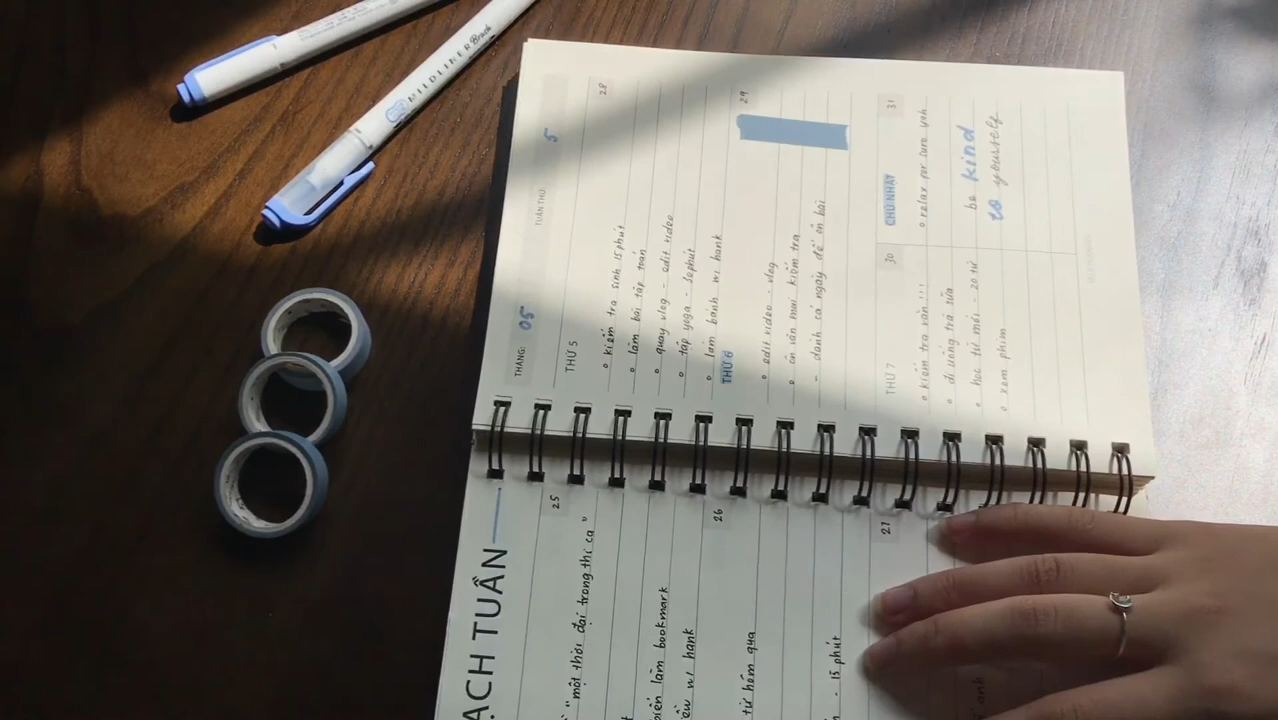 ẠCH TUẦN
25
"một thời đại trong thi ca"
biến làm bookmark
w/ hank
26
từ hôm qua
27
- 15 phút
THÁNG: 05
TUẦN THỨ: 5
THỨ 5
28
o kiểm tra sinh 15 phút
o làm bài tập toán
o quay vlog - edit video
o tập yoga - 30phút
o làm bánh w/ hank
THỨ 6
29
o edit video - vlog
o ôn văn mai kiểm tra
- dành cả ngày để ôn bài
THỨ 7
30
o kiểm tra văn!!!
o đi uống trà sữa
o học từ mới - 20 từ
o xem phim
CHỦ NHẬT
31
o relax for sure yeh
be kind
to yourself
MILDLINER Brush